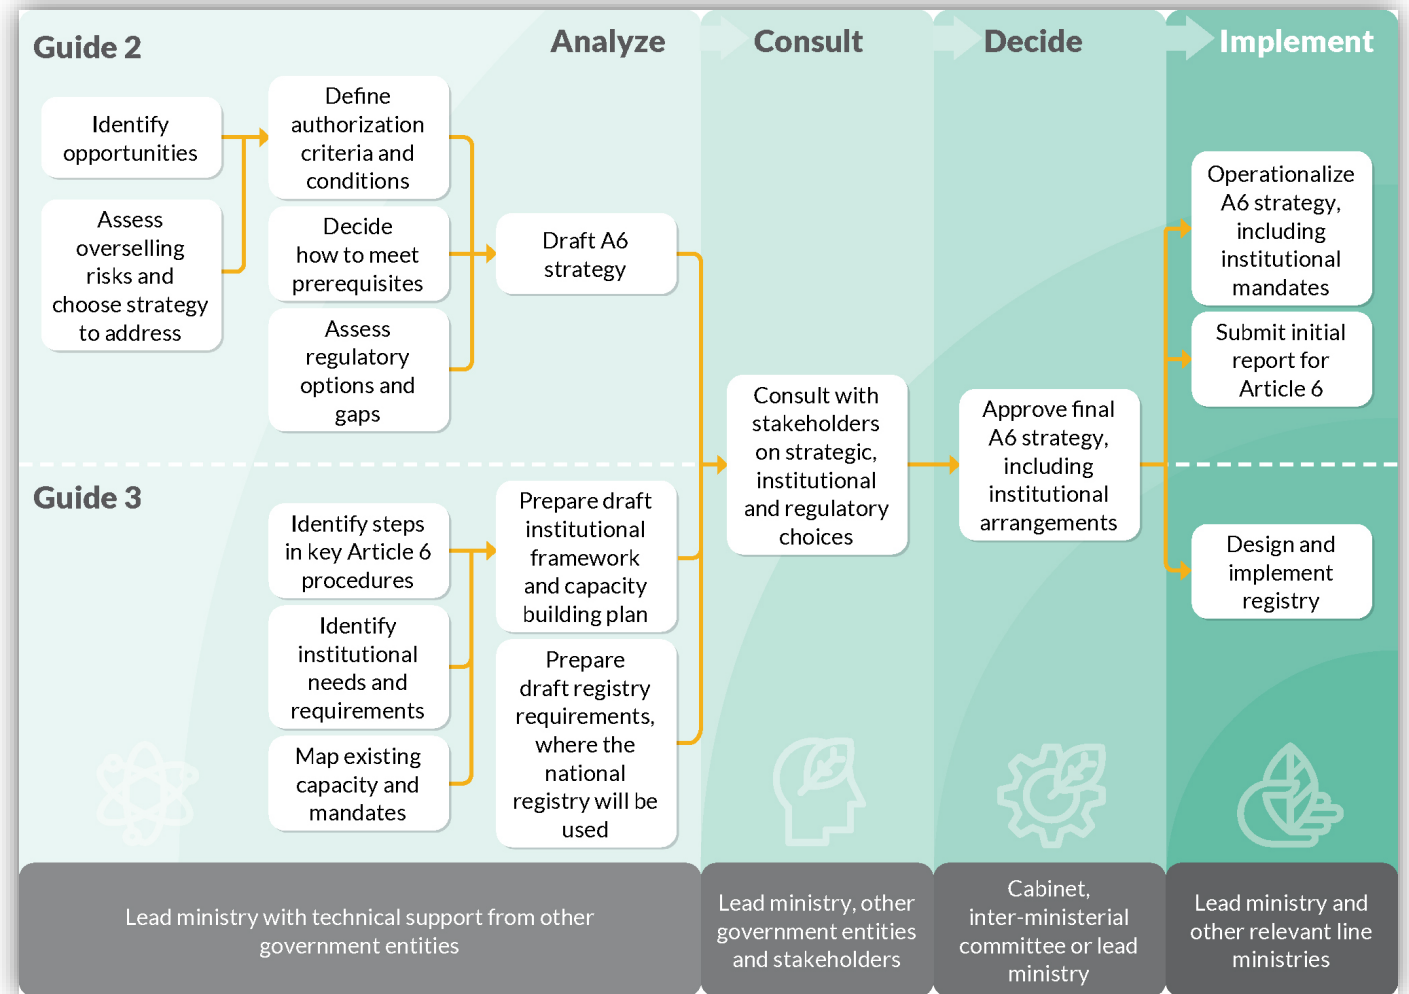 Guide 2
Analyze
Consult
Decide
Implement
Identify
opportunities
Assess
overselling
risks and
choose strategy
to address
Define
authorization
criteria and
conditions
Decide
how to meet
prerequisites
Assess
regulatory
options and
gaps
Draft A6
strategy
Guide 3
Identify steps
in key Article 6
procedures
Identify
institutional
needs and
requirements
Map existing
capacity and
mandates
Prepare draft
institutional
framework
and capacity
building plan
Prepare
draft registry
requirements,
where the
national
registry will be
used
Consult with
stakeholders
on strategic,
institutional
and regulatory
choices
Approve final
A6 strategy,
including
institutional
arrangements
Operationalize
A6 strategy,
including
institutional
mandates
Submit initial
report for
Article 6
Design and
implement
registry
Lead ministry with technical support from other
government entities
Lead ministry, other
government entities
and stakeholders
Cabinet,
inter-ministerial
committee or lead
ministry
Lead ministry and
other relevant line
ministries